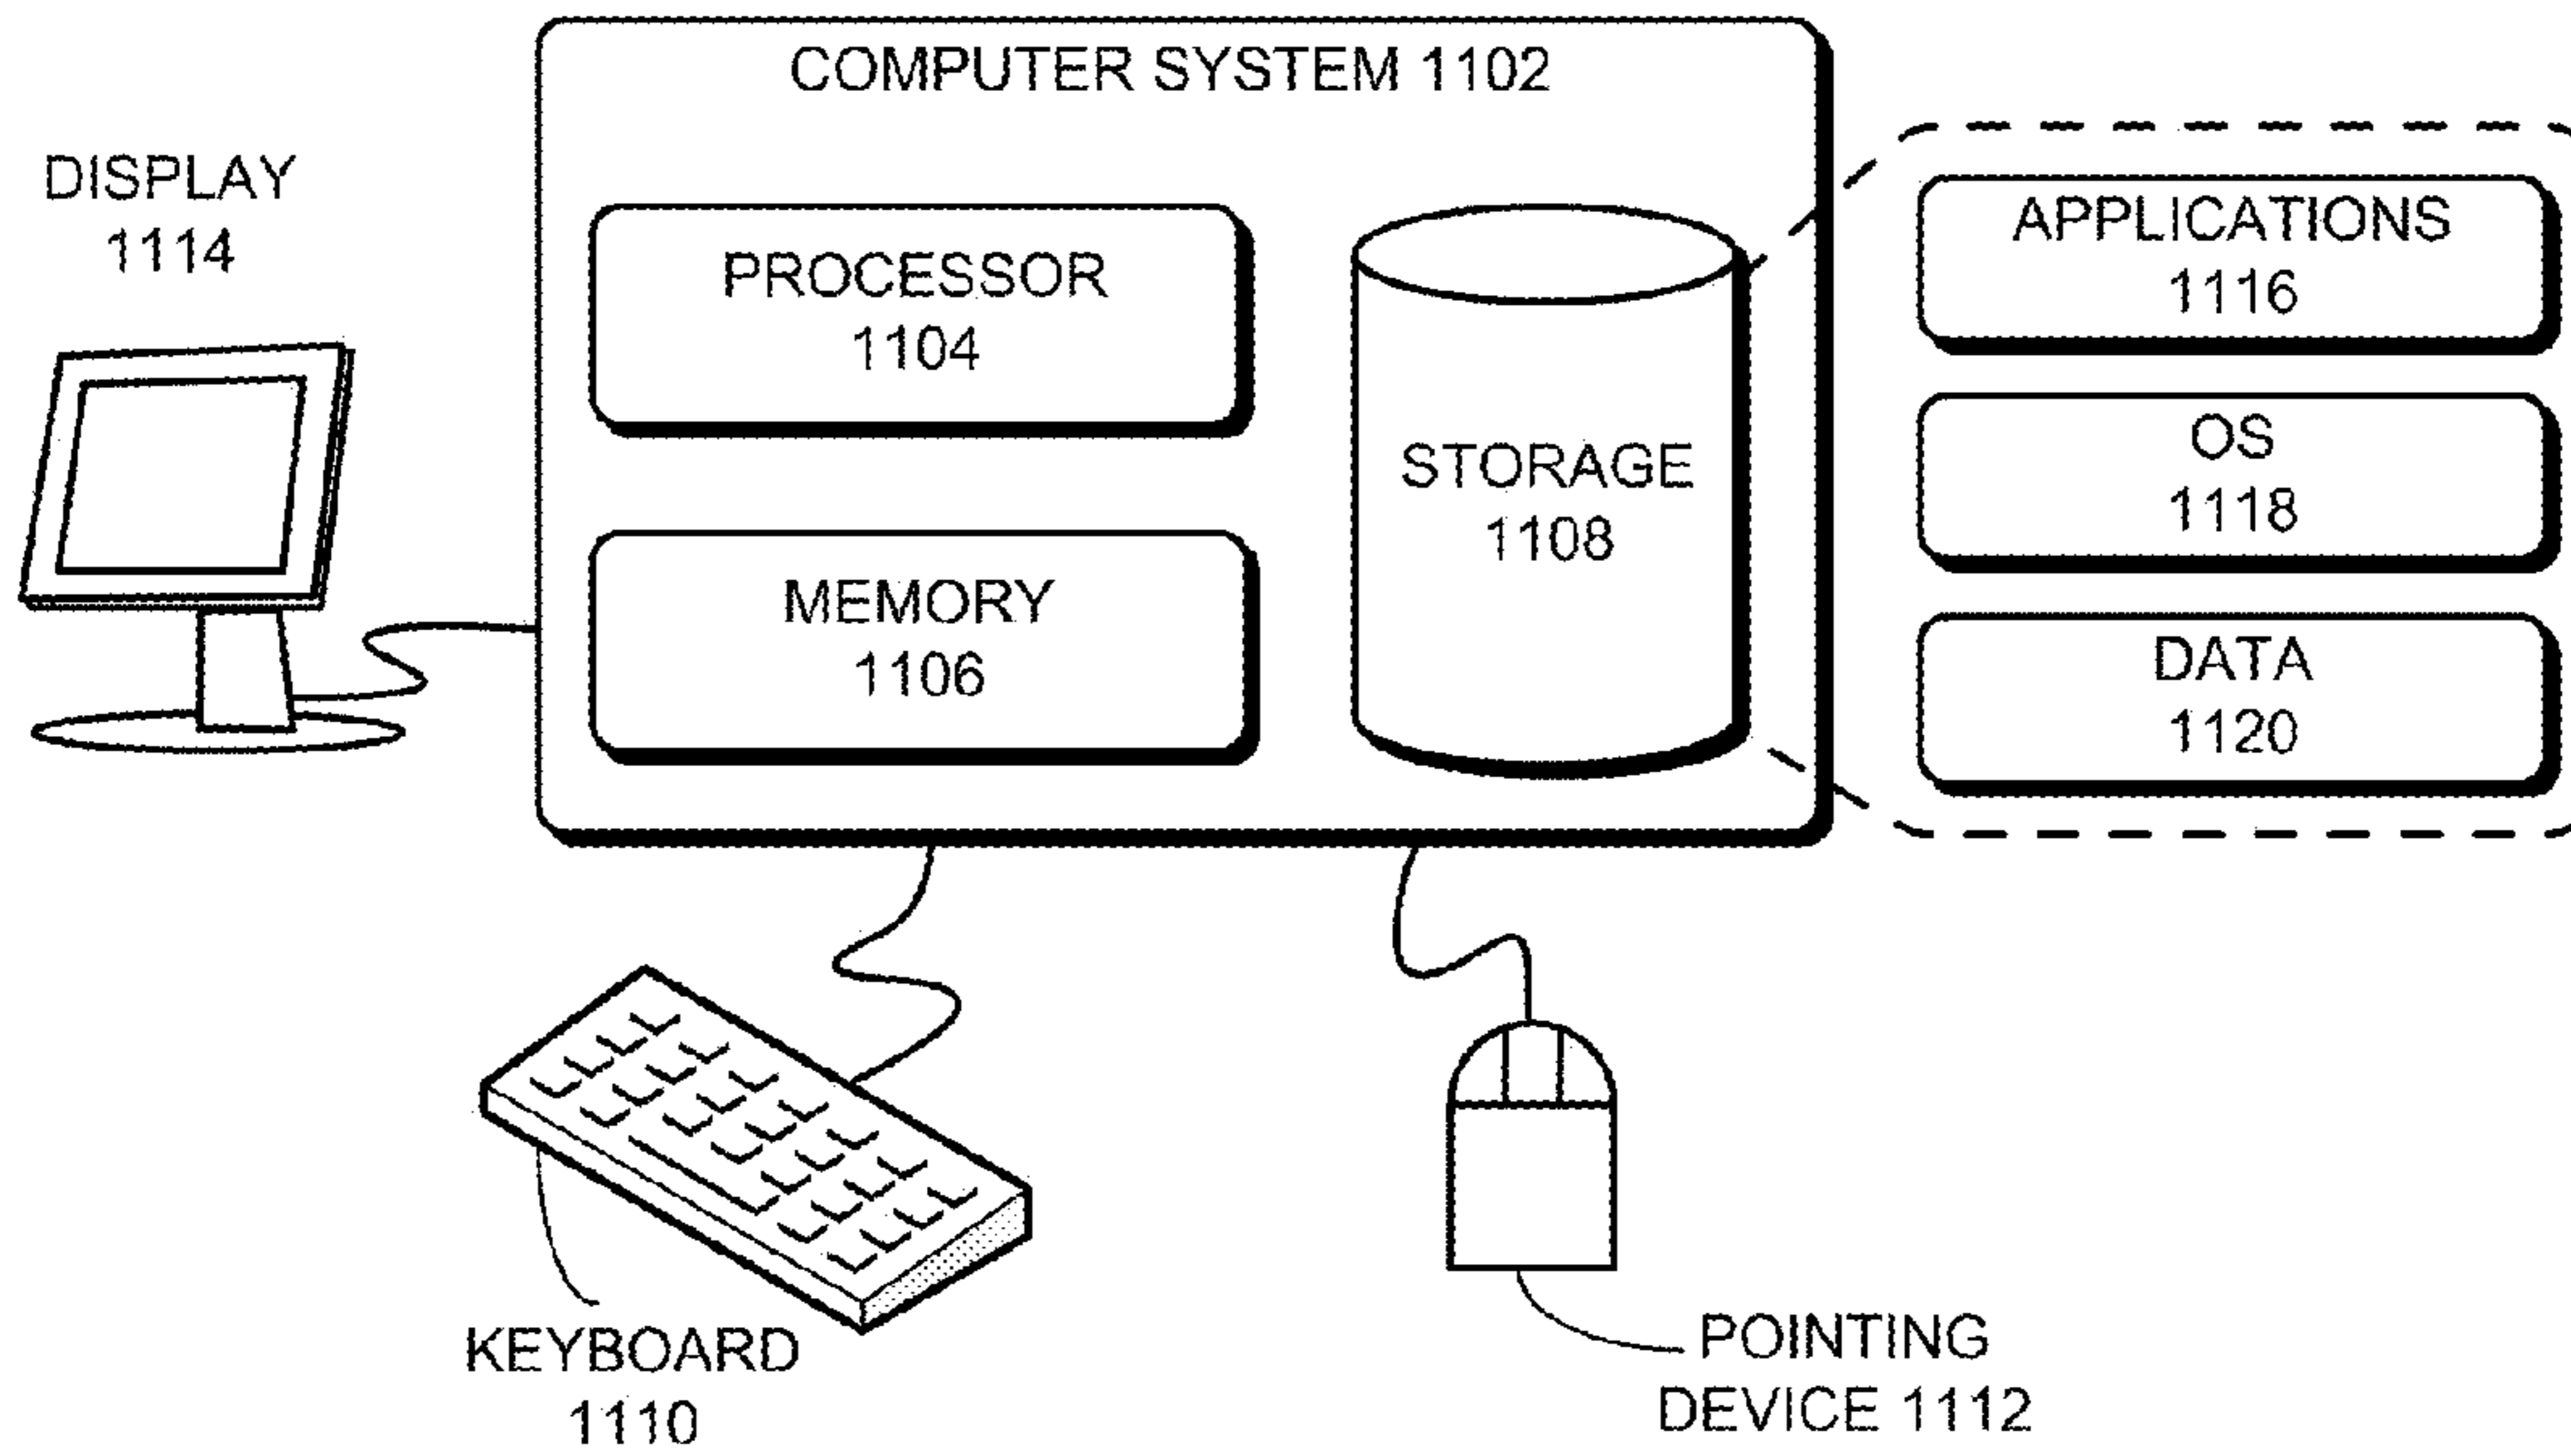 COMPUTER SYSTEM 1102
DISPLAY
1114
PROCESSOR
1104
MEMORY
1106
STORAGE
1108
APPLICATIONS
1116
OS
1118
DATA
1120
KEYBOARD
1110
POINTING
DEVICE 1112